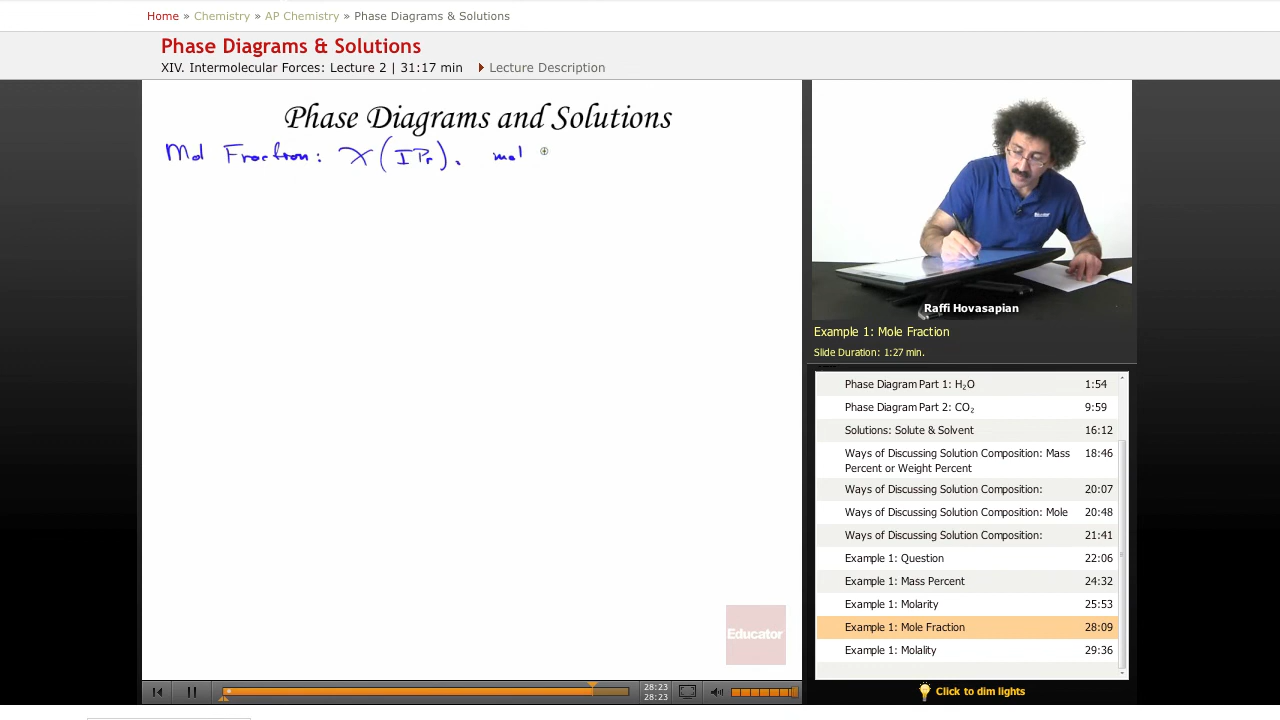 Home » Chemistry » AP Chemistry » Phase Diagrams & Solutions
Phase Diagrams & Solutions
XIV. Intermolecular Forces: Lecture 2 | 31:17 min Lecture Description
Phase Diagrams and Solutions
Mol Fraction: X(IPr). mol
Educator
Raffi Hovasapian
Example 1: Mole Fraction
Slide Duration: 1:27 min.
Phase Diagram Part 1: H₂O 1:54
Phase Diagram Part 2: CO₂ 9:59
Solutions: Solute & Solvent 16:12
Ways of Discussing Solution Composition: Mass 18:46
Percent or Weight Percent
Ways of Discussing Solution Composition: 20:07
Ways of Discussing Solution Composition: Mole 20:48
Ways of Discussing Solution Composition: 21:41
Example 1: Question 22:06
Example 1: Mass Percent 24:32
Example 1: Molarity 25:53
Example 1: Mole Fraction 28:09
Example 1: Molality 29:36
28:23
28:23
Click to dim lights